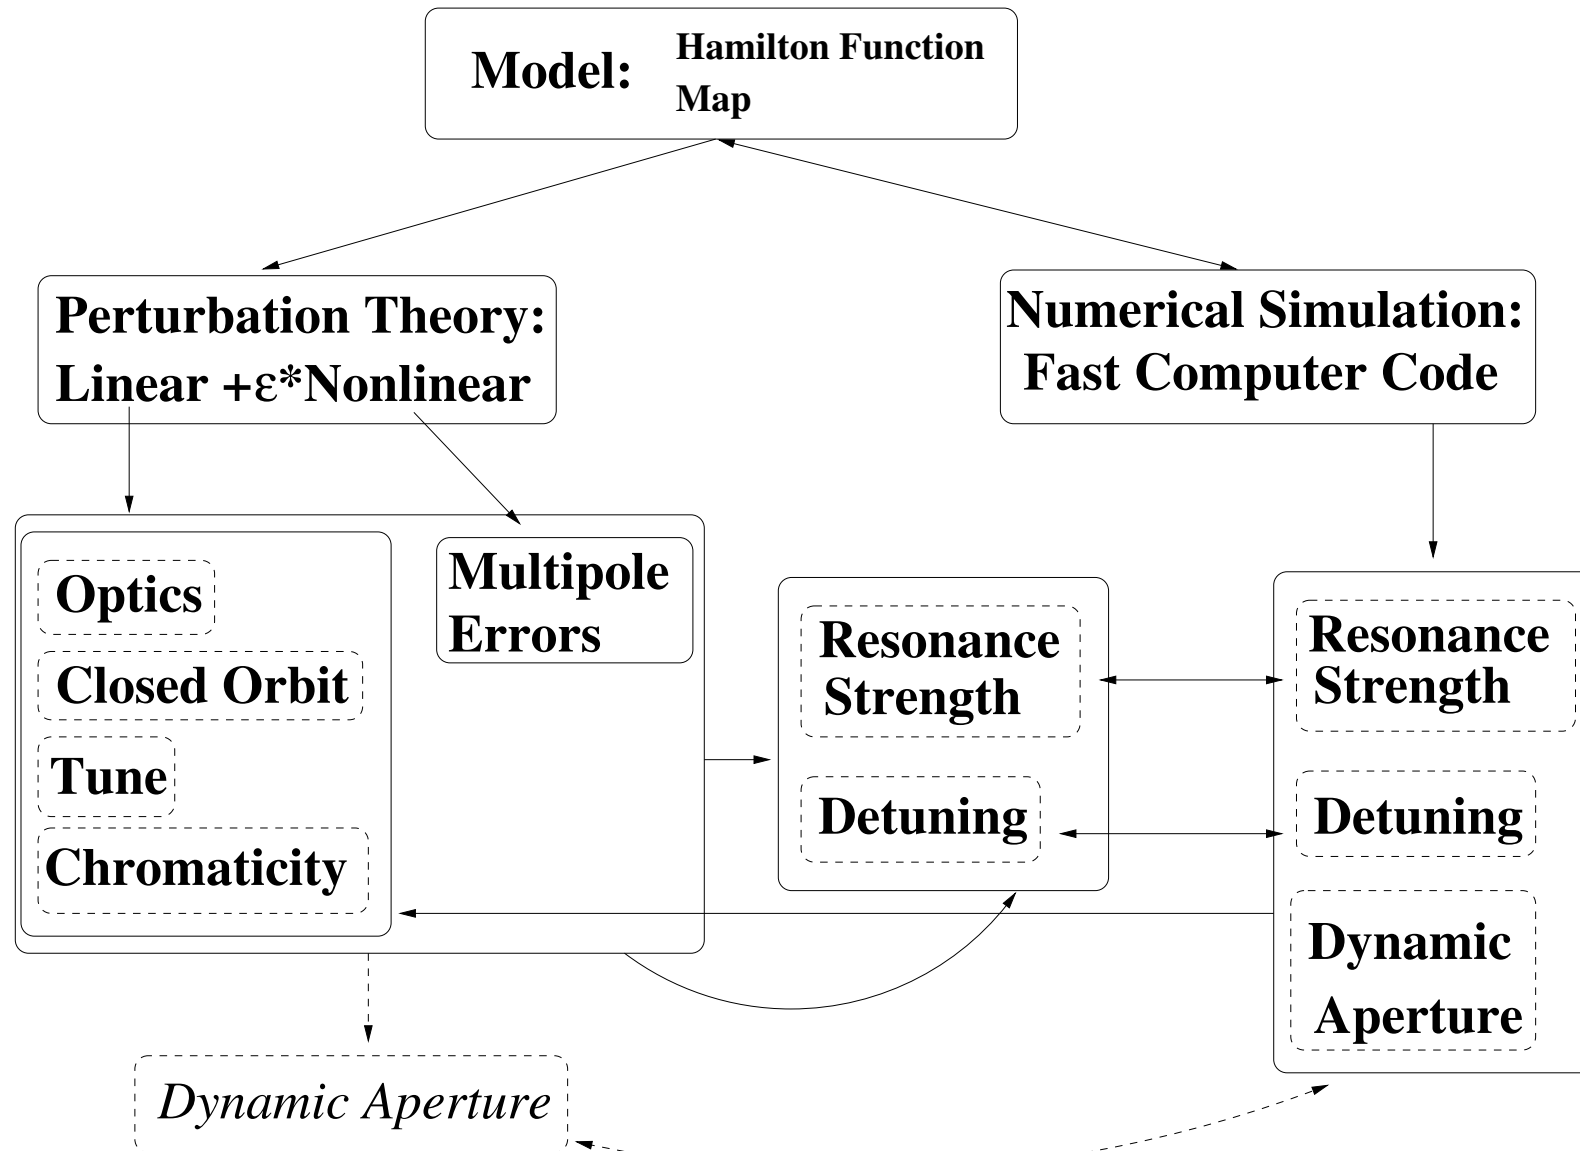 Model:
Hamilton Function
Map
Perturbation Theory:
Linear +ε*Nonlinear
Numerical Simulation:
Fast Computer Code
Optics
Closed Orbit
Tune
Chromaticity
Multipole
Errors
Resonance
Strength
Detuning
Resonance
Strength
Detuning
Dynamic
Aperture
Dynamic Aperture